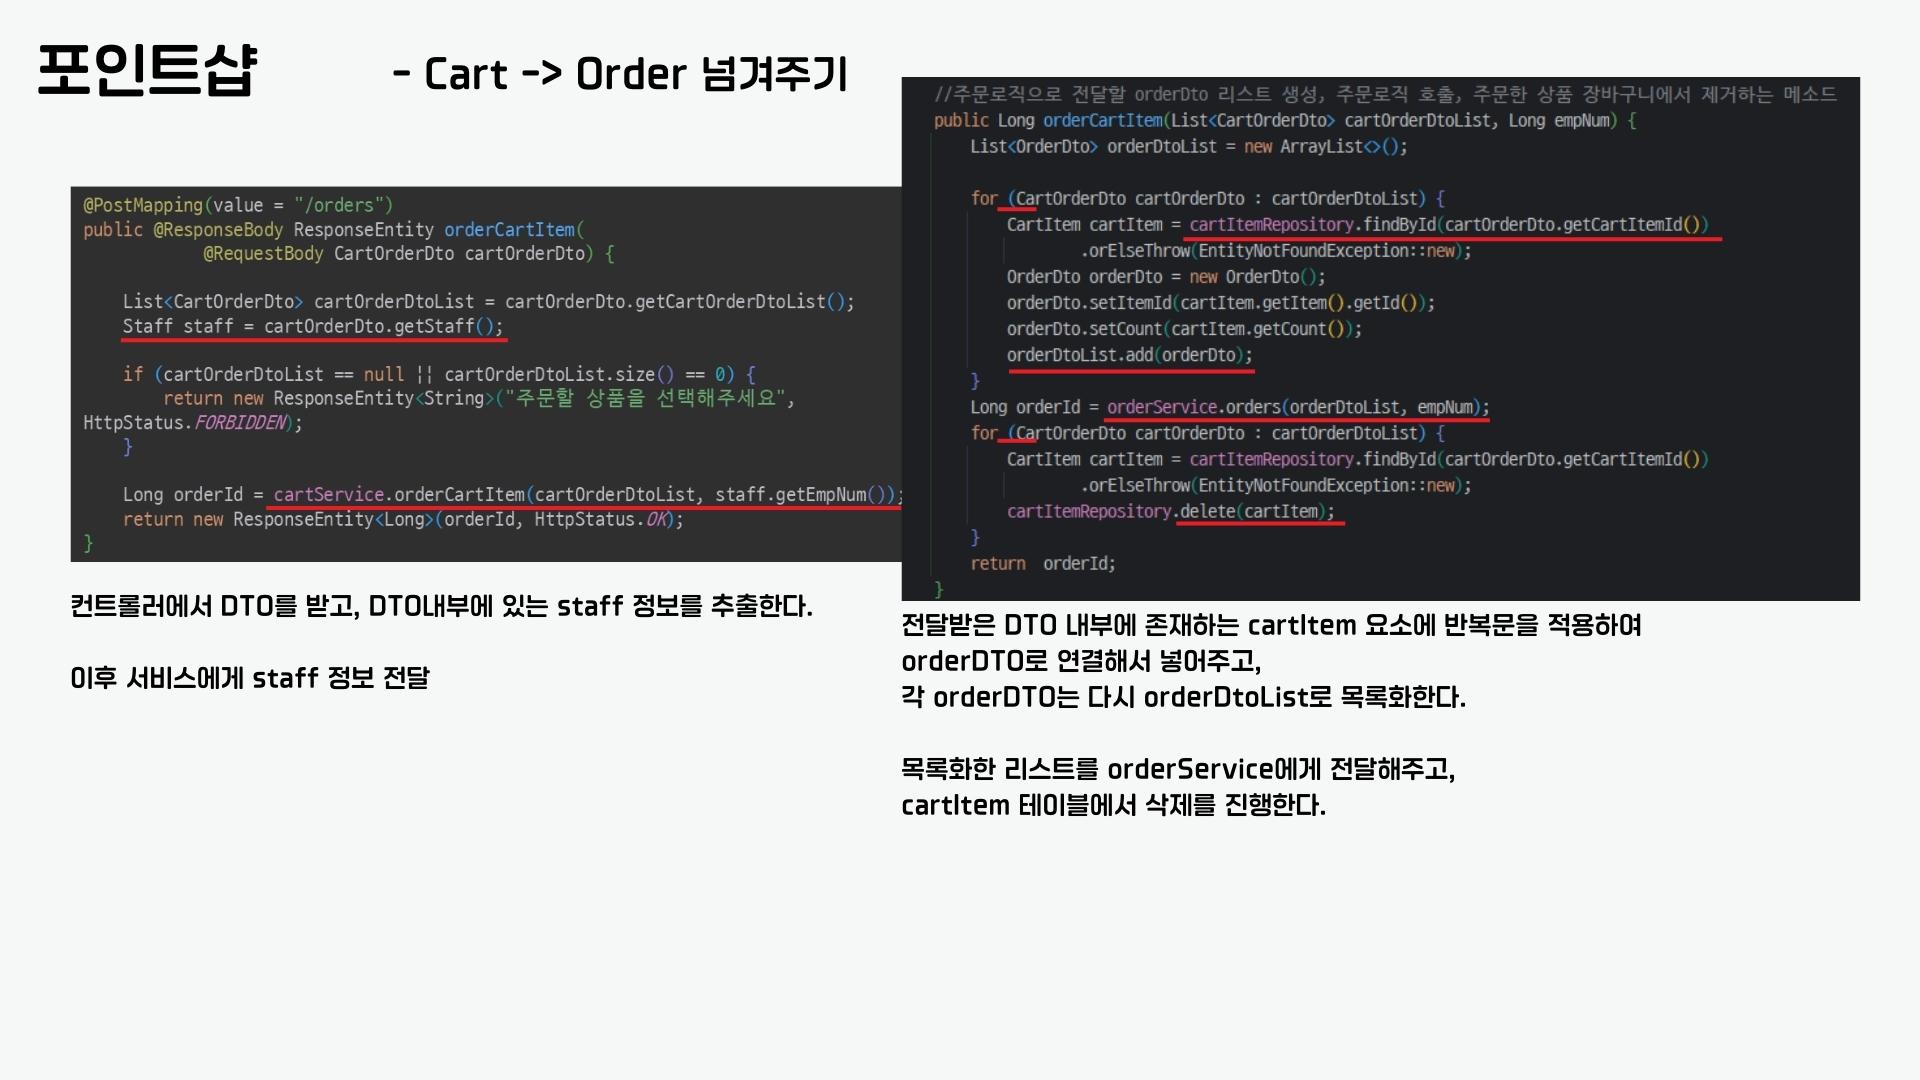 포인트샵
- Cart -> Order 넘겨주기
@PostMapping(value = "/orders")
public @ResponseBody ResponseEntity orderCartItem(
@RequestBody CartOrderDto cartOrderDto) {
List<CartOrderDto> cartOrderDtoList = cartOrderDto.getCartOrderDtoList();
Staff staff = cartOrderDto.getStaff();
if (cartOrderDtoList == null || cartOrderDtoList.size() == 0) {
return new ResponseEntity<String>("주문할 상품을 선택해주세요",
HttpStatus.FORBIDDEN);
}
Long orderId = cartService.orderCartItem(cartOrderDtoList, staff.getEmpNum());
return new ResponseEntity<Long>(orderId, HttpStatus.OK);
}
컨트롤러에서 DTO를 받고, DTO내부에 있는 staff 정보를 추출한다.
이후 서비스에게 staff 정보 전달
//주문로직으로 전달할 orderDto 리스트 생성, 주문로직 호출, 주문한 상품 장바구니에서 제거하는 메소드
public Long orderCartItem(List<CartOrderDto> cartOrderDtoList, Long empNum) {
List<OrderDto> orderDtoList = new ArrayList<>();
for (CartOrderDto cartOrderDto : cartOrderDtoList) {
CartItem cartItem = cartItemRepository.findById(cartOrderDto.getCartItemId())
.orElseThrow(EntityNotFoundException::new);
OrderDto orderDto = new OrderDto();
orderDto.setItemId(cartItem.getItem().getId());
orderDto.setCount(cartItem.getCount());
orderDtoList.add(orderDto);
}
Long orderId = orderService.orders(orderDtoList, empNum);
for (CartOrderDto cartOrderDto : cartOrderDtoList) {
CartItem cartItem = cartItemRepository.findById(cartOrderDto.getCartItemId())
.orElseThrow(EntityNotFoundException::new);
cartItemRepository.delete(cartItem);
}
return orderId;
}
전달받은 DTO 내부에 존재하는 cartItem 요소에 반복문을 적용하여
orderDTO로 연결해서 넣어주고,
각 orderDTO는 다시 orderDtoList로 목록화한다.
목록화한 리스트를 orderService에게 전달해주고,
cartItem 테이블에서 삭제를 진행한다.